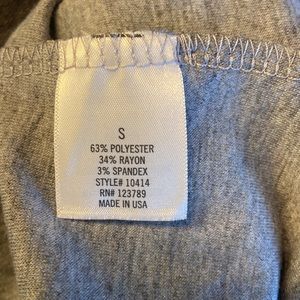 S
63% POLYESTER
34% RAYON
3% SPANDEX
STYLE# 10414
RN# 123789
MADE IN USA